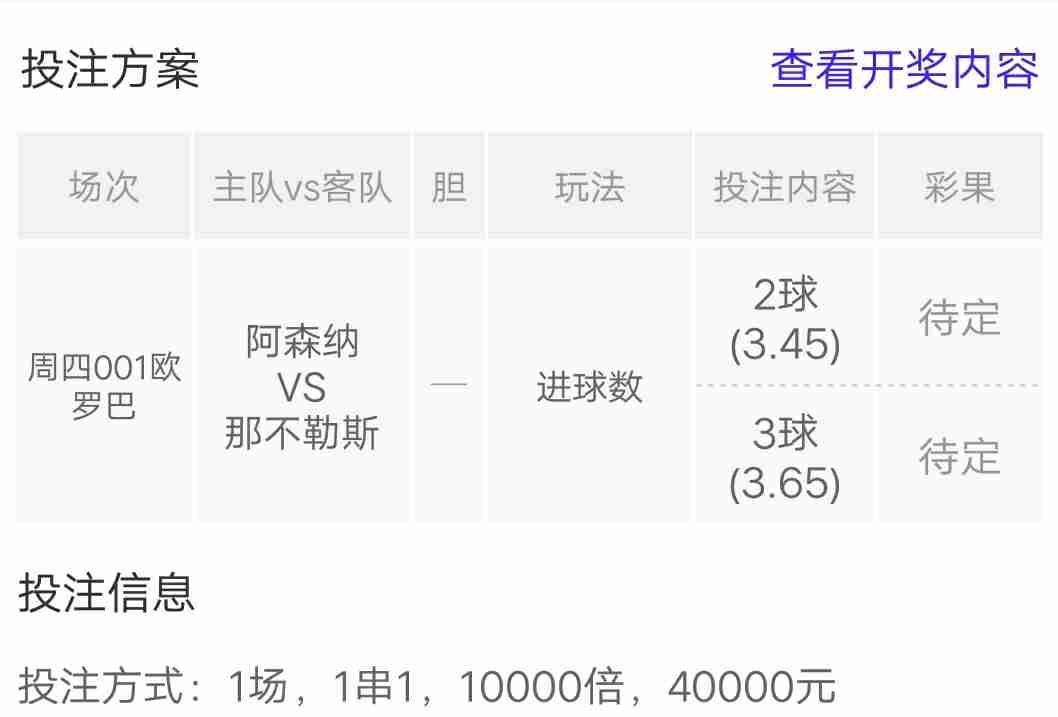 投注方案
查看开奖内容
场次
主队vs客队
胆
玩法
投注内容
彩果
周四001欧
罗巴
阿森纳
VS
那不勒斯
—
进球数
2球
(3.45)
待定
3球
(3.65)
待定
投注信息
投注方式：1场，1串1，10000倍，40000元